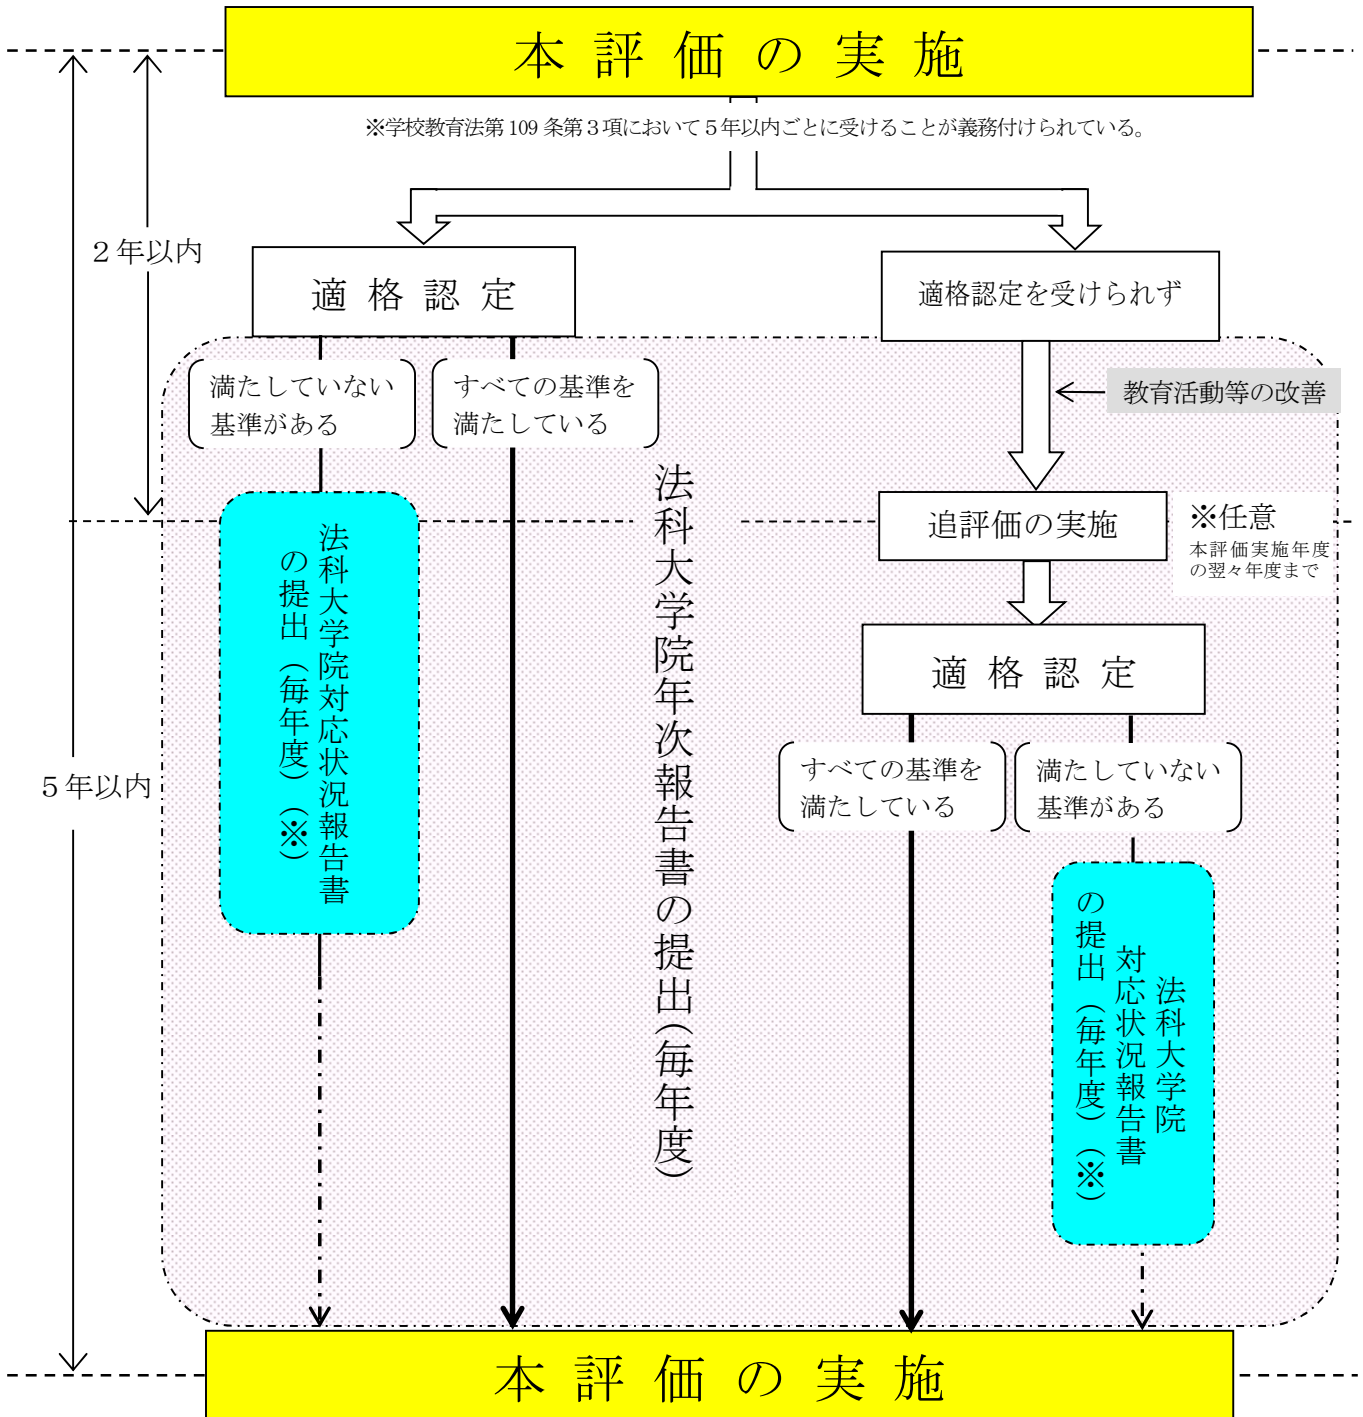 本評価の実施
※学校教育法第109条第3項において5年以内ごとに受けることが義務付けられている。
2年以内
適格認定
適格認定を受けられず
満たしていない
基準がある
すべての基準を
満たしている
教育活動等の改善
追評価の実施
※任意
本評価実施年度
の翌々年度まで
法科大学院対応状況報告書
の提出（毎年度）（※）
法科大学院年次報告書の提出（毎年度）
適格認定
5年以内
すべての基準を
満たしている
満たしていない
基準がある
法科大学院
対応状況報告書
の提出（毎年度）（※）
本評価の実施